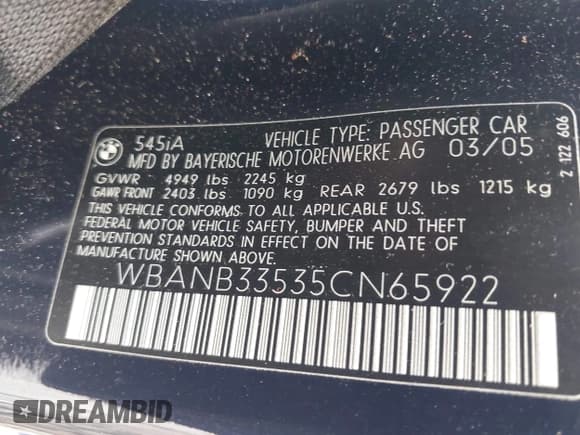 BMW
545iA VEHICLE TYPE: PASSENGER CAR
MFD BY BAYERISCHE MOTORENWERKE AG 03/05
GVWR 4949 lbs 2245 kg
GAWR FRONT 2403 lbs 1090 kg REAR 2679 lbs 1215 kg
THIS VEHICLE CONFORMS TO ALL APPLICABLE U.S.
FEDERAL MOTOR VEHICLE SAFETY, BUMPER AND THEFT
PREVENTION STANDARDS IN EFFECT ON THE DATE OF
MANUFACTURE SHOWN ABOVE.
WBANB33535CN65922
2 122 606
DREAMBID